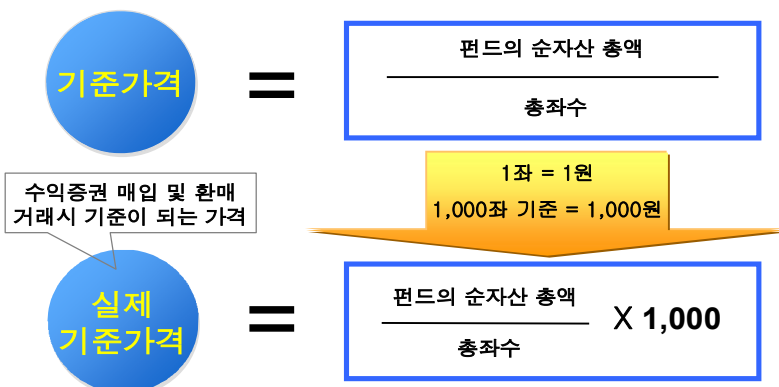 기준가격
=
펀드의 순자산 총액
총좌수
1좌 = 1원
1,000좌 기준 = 1,000원
수익증권 매입 및 환매
거래시 기준이 되는 가격
실제
기준가격
=
펀드의 순자산 총액
총좌수
X 1,000